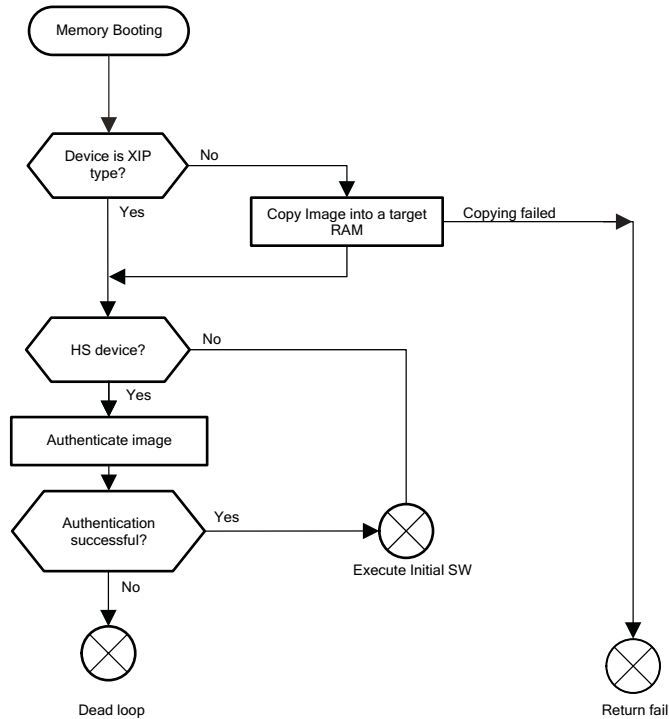 Memory Booting
Device is XIP
type?
No
Yes
Copy Image into a target
RAM
Copying failed
HS device?
No
Yes
Authenticate image
Authentication
successful?
Yes
No
Execute Initial SW
Dead loop
Return fail